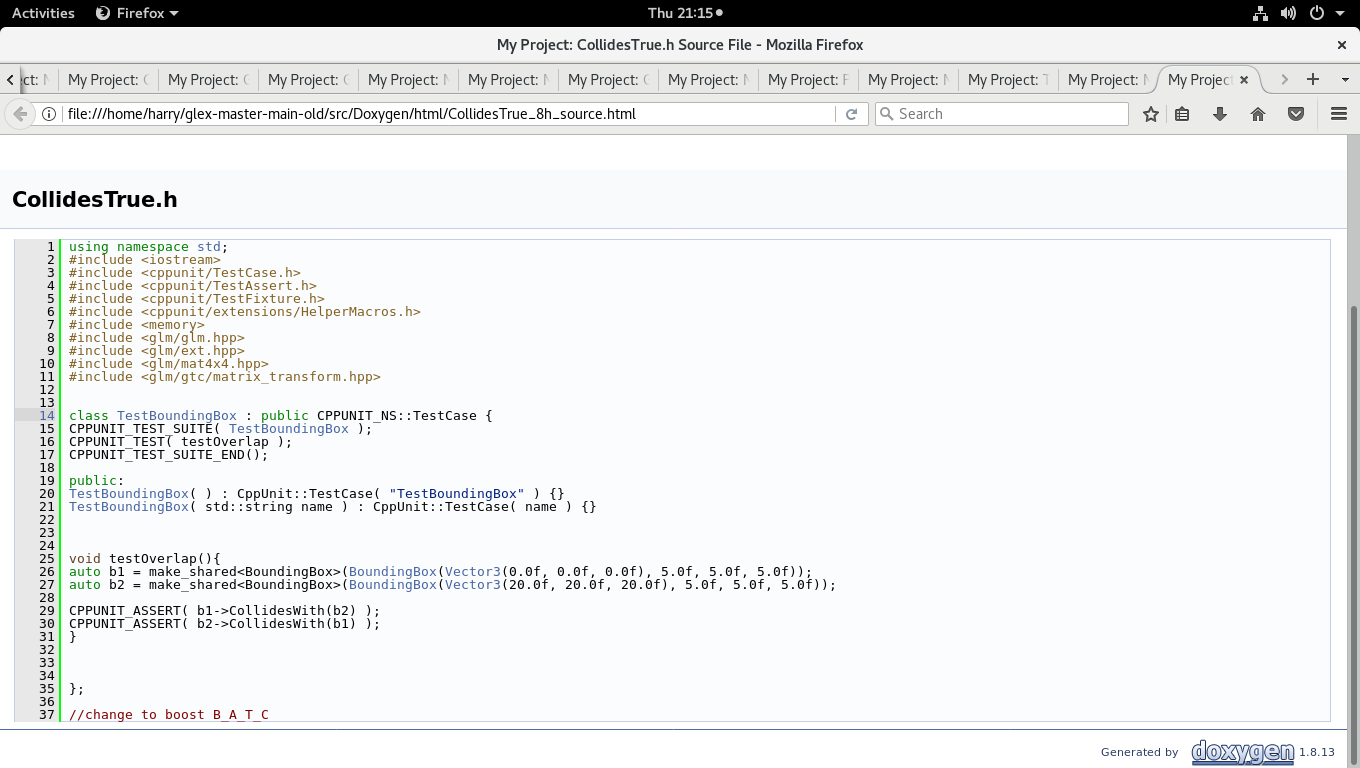 Activities Firefox Thu 21:15
My Project: CollidesTrue.h Source File - Mozilla Firefox
My Project: My Project: My Project: My Project: My Project: My Project: My Project: My Project: My Project: My Project: My Project:
file:///home/harry/glex-master-main-old/src/Doxygen/html/CollidesTrue_8h_source.html Search
CollidesTrue.h
1 using namespace std;
2 #include <iostream>
3 #include <cppunit/TestCase.h>
4 #include <cppunit/TestAssert.h>
5 #include <cppunit/TestFixture.h>
6 #include <cppunit/extensions/HelperMacros.h>
7 #include <memory>
8 #include <glm/glm.hpp>
9 #include <glm/ext.hpp>
10 #include <glm/mat4x4.hpp>
11 #include <glm/gtc/matrix_transform.hpp>
12
13
14 class TestBoundingBox : public CPPUNIT_NS::TestCase {
15 CPPUNIT_TEST_SUITE( TestBoundingBox );
16 CPPUNIT_TEST( testOverlap );
17 CPPUNIT_TEST_SUITE_END();
18
19 public:
20 TestBoundingBox( ) : CppUnit::TestCase( "TestBoundingBox" ) {}
21 TestBoundingBox( std::string name ) : CppUnit::TestCase( name ) {}
22
23
24
25 void testOverlap(){
26 auto b1 = make_shared<BoundingBox>(BoundingBox(Vector3(0.0f, 0.0f, 0.0f), 5.0f, 5.0f, 5.0f));
27 auto b2 = make_shared<BoundingBox>(BoundingBox(Vector3(20.0f, 20.0f, 20.0f), 5.0f, 5.0f, 5.0f));
28
29 CPPUNIT_ASSERT( b1->CollidesWith(b2) );
30 CPPUNIT_ASSERT( b2->CollidesWith(b1) );
31 }
32
33
34
35 };
36
37 //change to boost B_A_T_C
Generated by doxygen 1.8.13